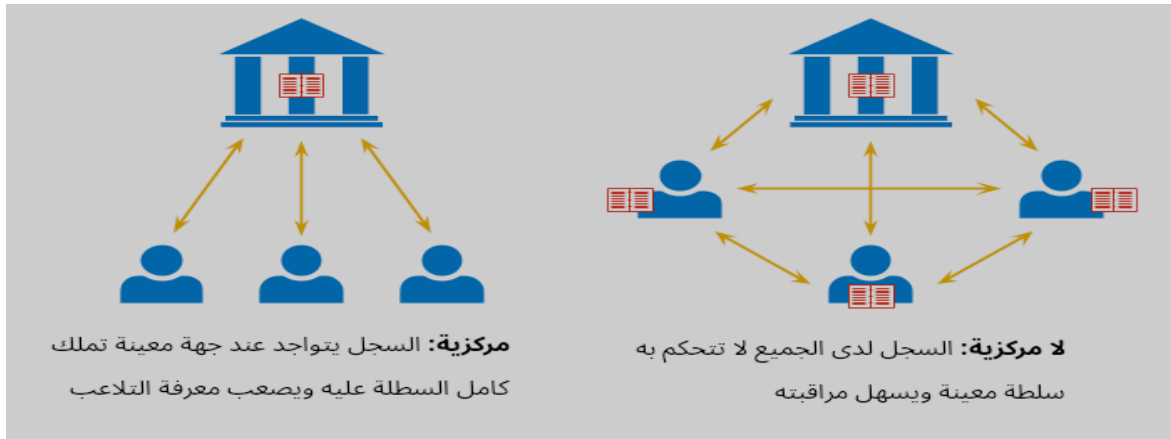 لا مركزية: السجل لدى الجميع لا تتحكم به
سلطة معينة ويسهل مراقبته
مركزية: السجل يتواجد عند جهة معينة تملك
كامل السطلة عليه ويصعب معرفة التلاعب